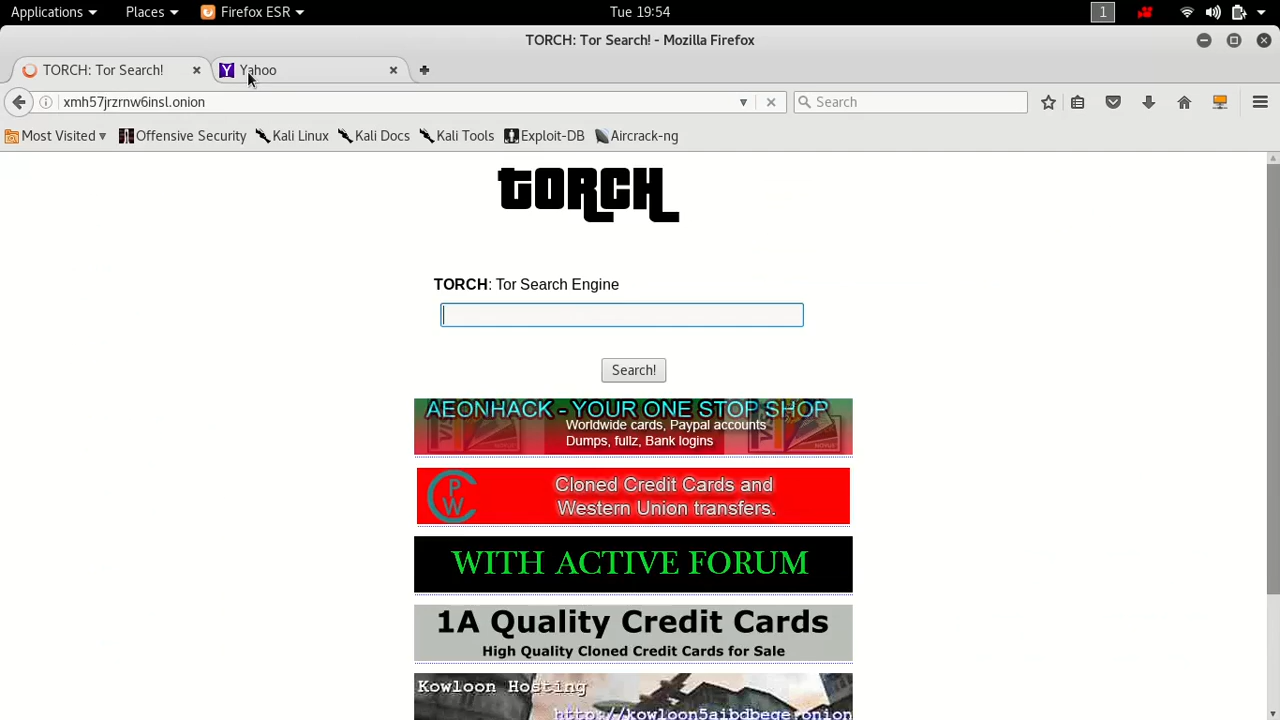 Applications Places Firefox ESR Tue 19:54 1
TORCH: Tor Search! - Mozilla Firefox
TORCH: Tor Search! Yahoo
xmh57jrzrnw6insl.onion Search
Most Visited Offensive Security Kali Linux Kali Docs Kali Tools Exploit-DB Aircrack-ng
TORCH
TORCH: Tor Search Engine
Search!
AEONHACK - YOUR ONE STOP SHOP
Worldwide cards, Paypal accounts
Dumps, fullz, Bank logins
CPW
Cloned Credit Cards and
Western Union transfers.
WITH ACTIVE FORUM
1A Quality Credit Cards
High Quality Cloned Credit Cards for Sale
Kowloon Hosting
http://kowloon5aibdbege.onion